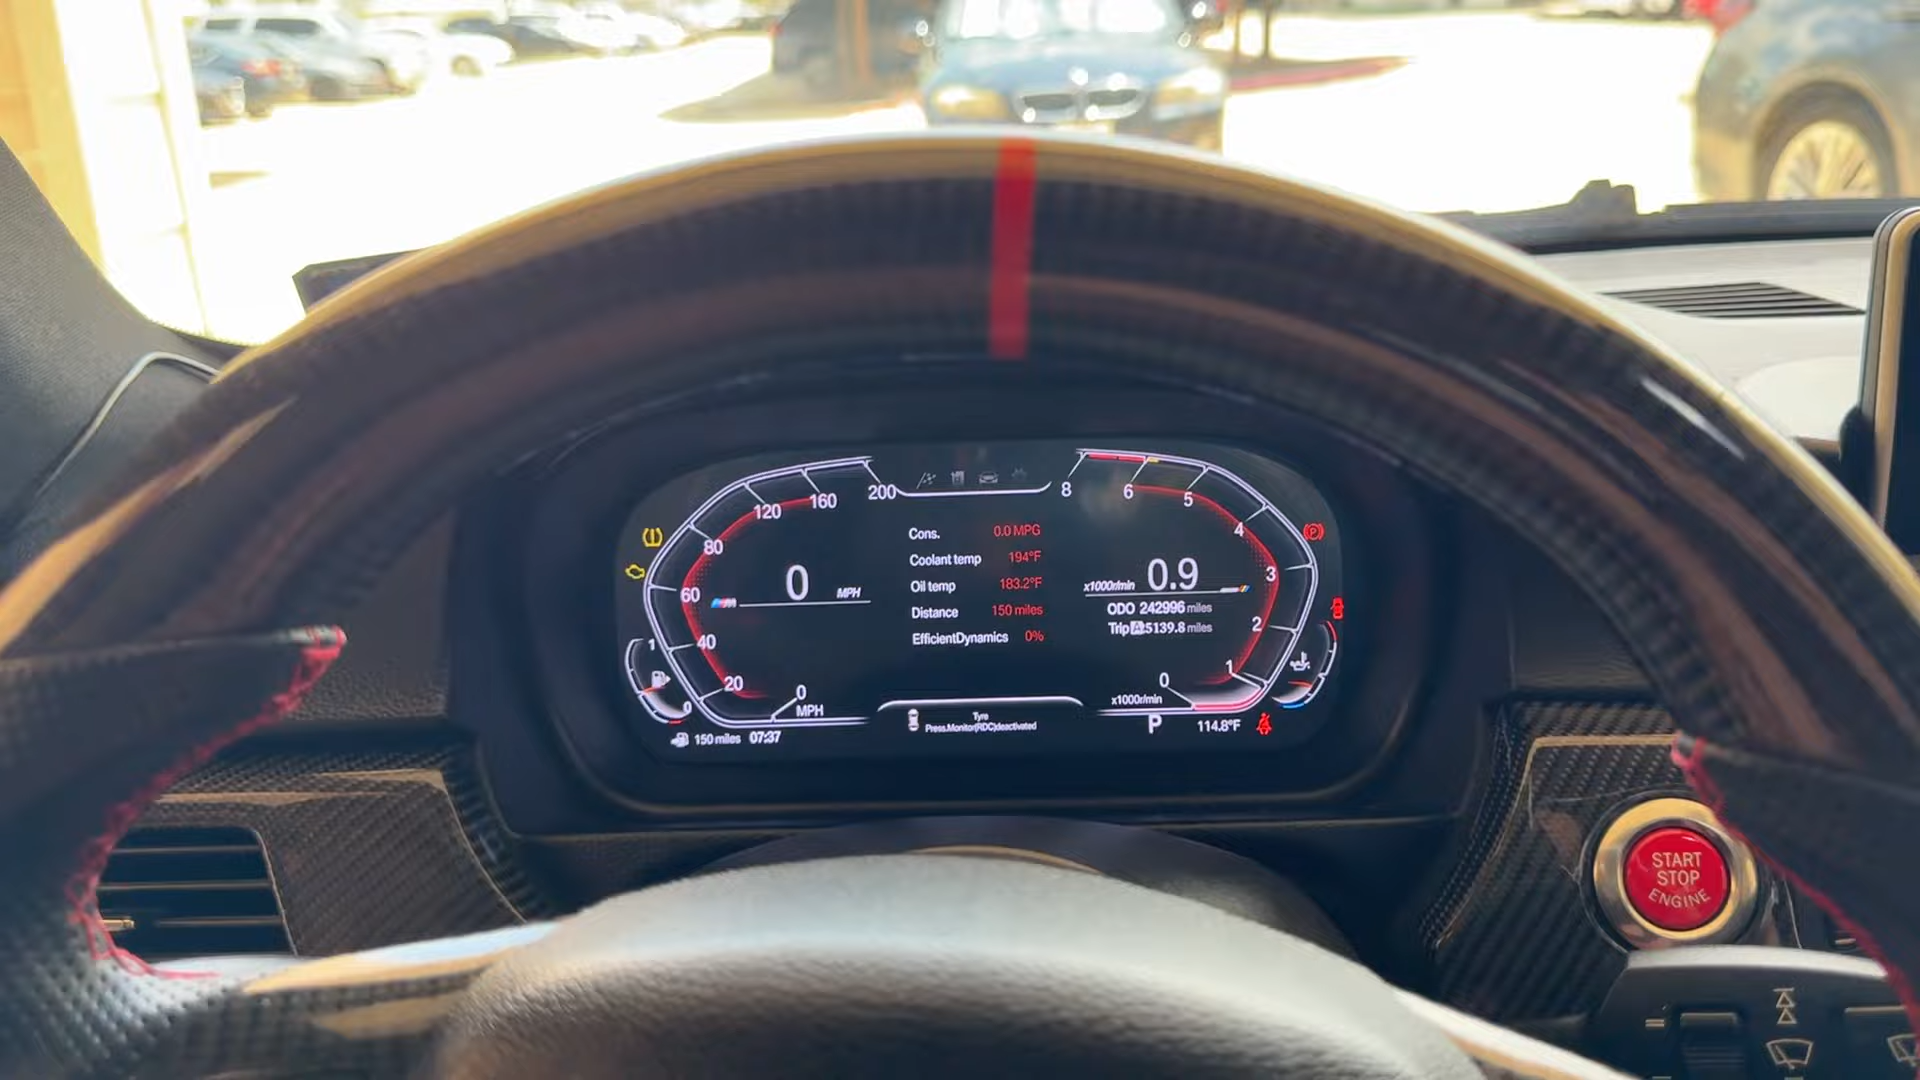 200
160
120
80
60
40
20
0
MPH
0 MPH
1
0
150 miles 07:37
Cons. 0.0 MPG
Coolant temp 194°F
Oil temp 183.2°F
Distance 150 miles
EfficientDynamics 0%
Tyre
Press.Monitor(RDC)deactivated
8
6
5
4
3
2
1
0
x1000r/min
x1000r/min 0.9
ODO 242996 miles
Trip A 25139.8 miles
P
P 114.8°F
START
STOP
ENGINE